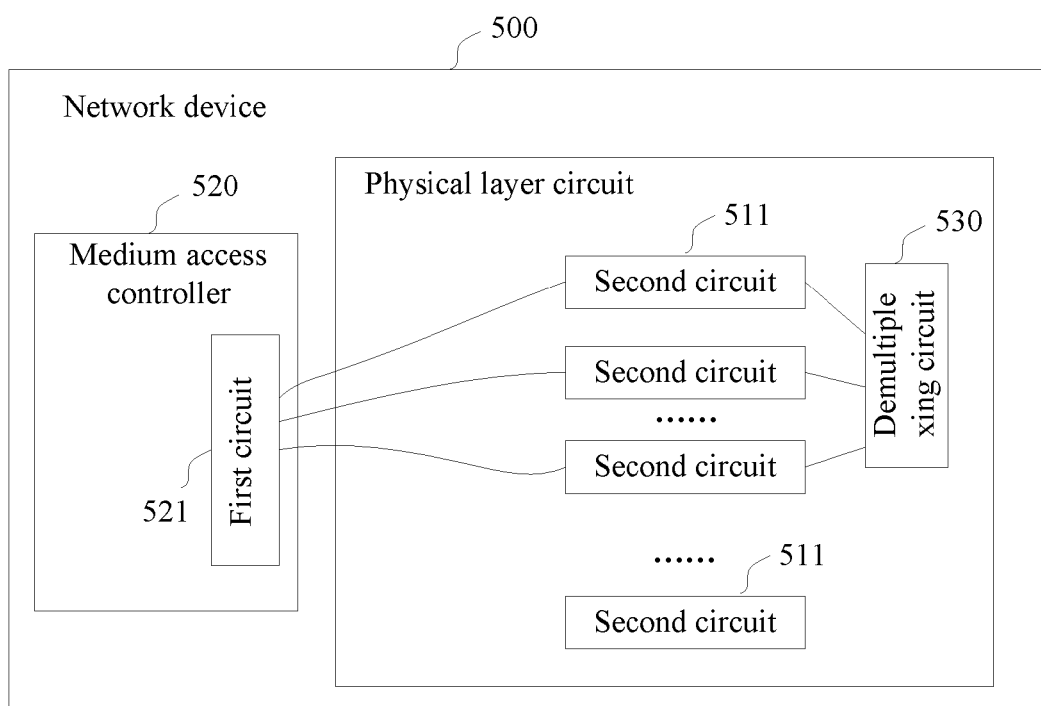 500
Network device
520
Physical layer circuit
511
530
Medium access
controller
Second circuit
Second circuit
......
Second circuit
Demultiple
xing circuit
First circuit
521
......
511
Second circuit